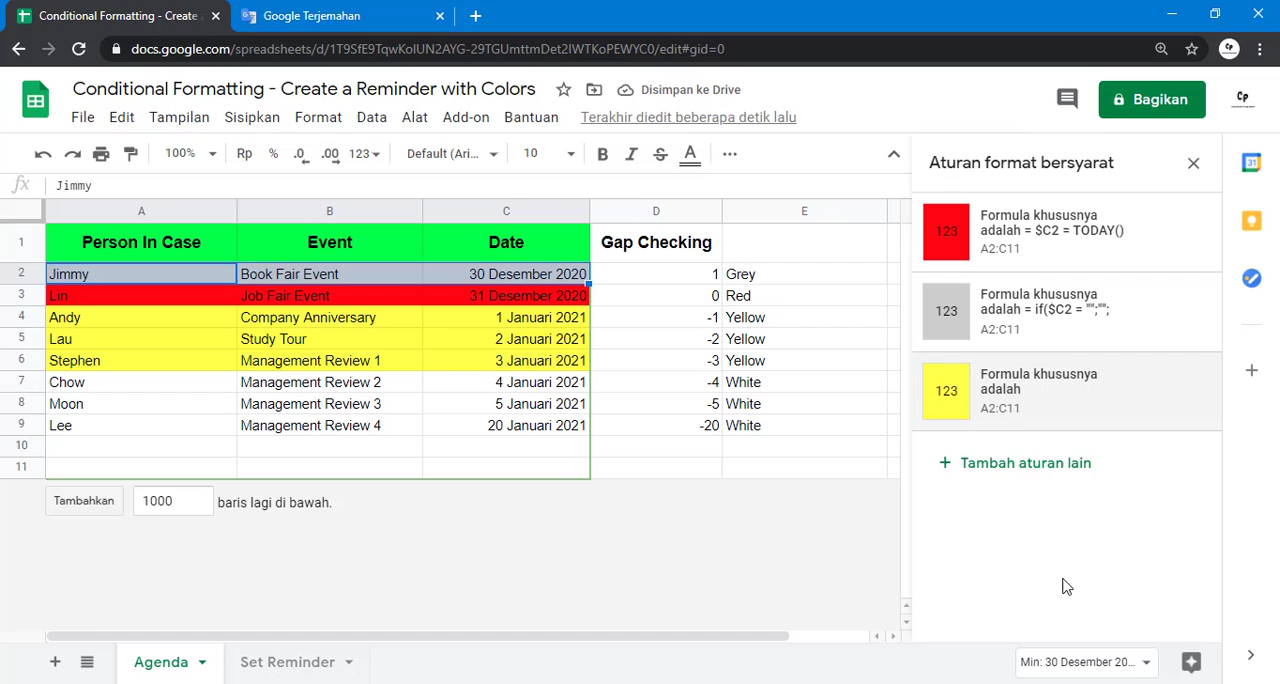 Conditional Formatting - Create a
Google Terjemahan
docs.google.com/spreadsheets/d/1T9SfE9TqwKoIUN2AYG-29TGUmttmDet2IWTKoPEWYC0/edit#gid=0
Conditional Formatting - Create a Reminder with Colors
Disimpan ke Drive
Cp
Bagikan
File Edit Tampilan Sisipkan Format Data Alat Add-on Bantuan Terakhir diedit beberapa detik lalu
100% Rp % .0 .00 123 Default (Ari... 10 B I S A
Aturan format bersyarat
fx Jimmy
A B C D E
1 Person In Case Event Date Gap Checking
2 Jimmy Book Fair Event 30 Desember 2020 1 Grey
3 Lin Job Fair Event 31 Desember 2020 0 Red
4 Andy Company Anniversary 1 Januari 2021 -1 Yellow
5 Lau Study Tour 2 Januari 2021 -2 Yellow
6 Stephen Management Review 1 3 Januari 2021 -3 Yellow
7 Chow Management Review 2 4 Januari 2021 -4 White
8 Moon Management Review 3 5 Januari 2021 -5 White
9 Lee Management Review 4 20 Januari 2021 -20 White
10
11
Tambahkan 1000 baris lagi di bawah.
123
Formula khususnya
adalah = $C2 = TODAY()
A2:C11
123
Formula khususnya
adalah = if($C2 = "";"";
A2:C11
123
Formula khususnya
adalah
A2:C11
+ Tambah aturan lain
31
Agenda Set Reminder
Min: 30 Desember 20...